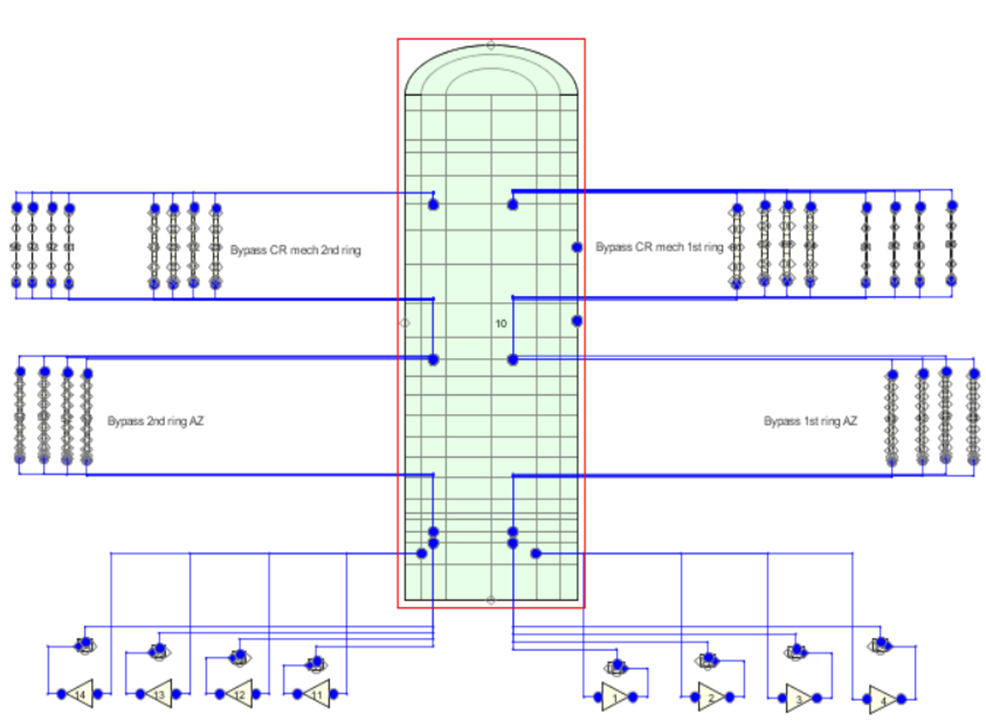 Bypass CR mech 2nd ring
Bypass CR mech 1st ring
10
Bypass 2nd ring AZ
Bypass 1st ring AZ
14
13
12
11
1
2
3
4